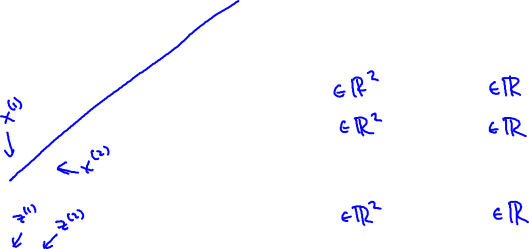 ∈ℝ² ∈ℝ
x⁽¹⁾
∈ℝ² ∈ℝ
x⁽²⁾
z⁽¹⁾ z⁽²⁾ ∈ℝ² ∈ℝ